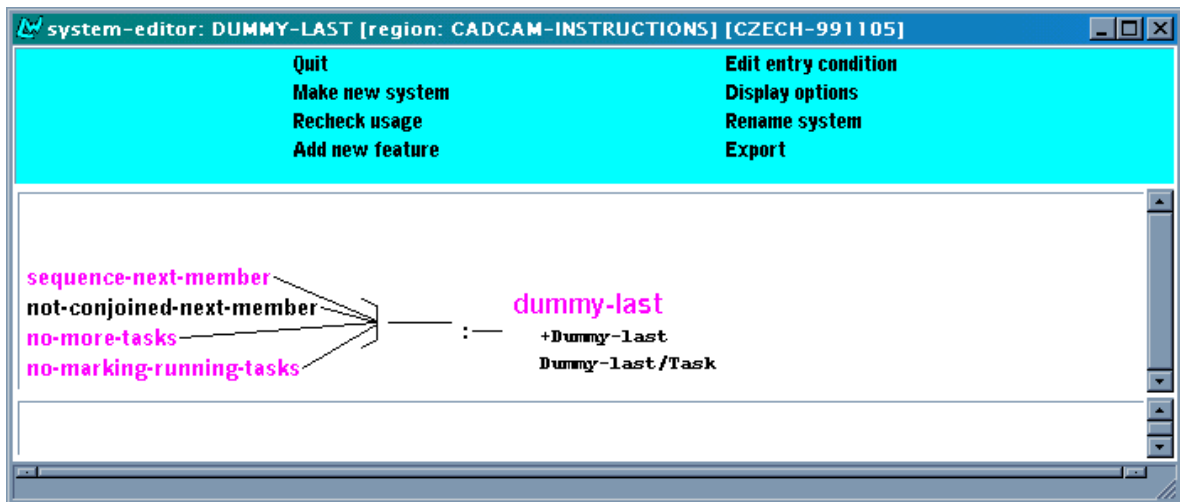 system-editor: DUMMY-LAST [region: CADCAM-INSTRUCTIONS] [CZECH-991105]
Quit
Edit entry condition
Make new system
Display options
Recheck usage
Rename system
Add new feature
Export
sequence-next-member
not-conjoined-next-member
no-more-tasks
no-marking-running-tasks
:
dummy-last
+Dummy-last
Dummy-last/Task